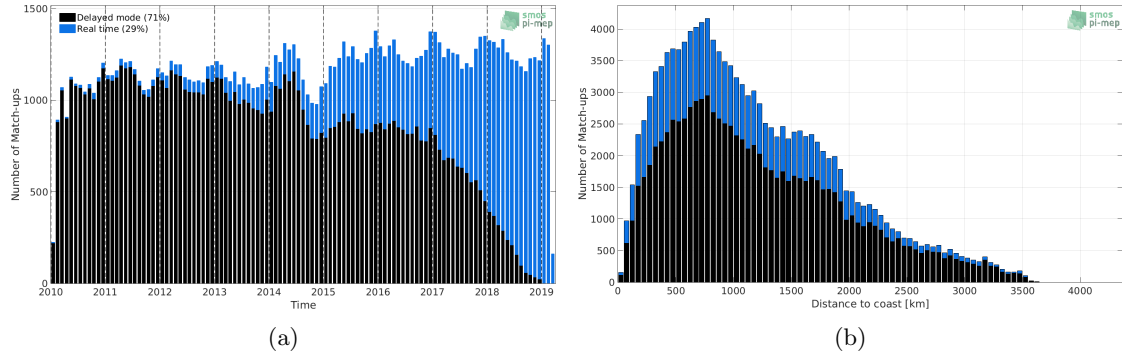 Delayed mode (71%)
Real time (29%)
smos
pi-mep
Number of Match-ups
1500
1000
500
0
2010 2011 2012 2013 2014 2015 2016 2017 2018 2019
Time
(a)
smos
pi-mep
Number of Match-ups
4000
3500
3000
2500
2000
1500
1000
500
0
0 500 1000 1500 2000 2500 3000 3500 4000
Distance to coast [km]
(b)